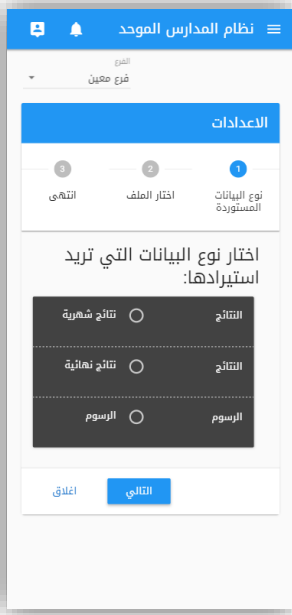 نظام المدارس الموحد
الفرع
فرع معين
الاعدادات
1 2 3
نوع البيانات المستوردة
اختار الملف
انتهى
اختار نوع البيانات التي تريد
استيرادها:
النتائج نتائج شهرية
النتائج نتائج نهائية
الرسوم الرسوم
التالي اغلاق